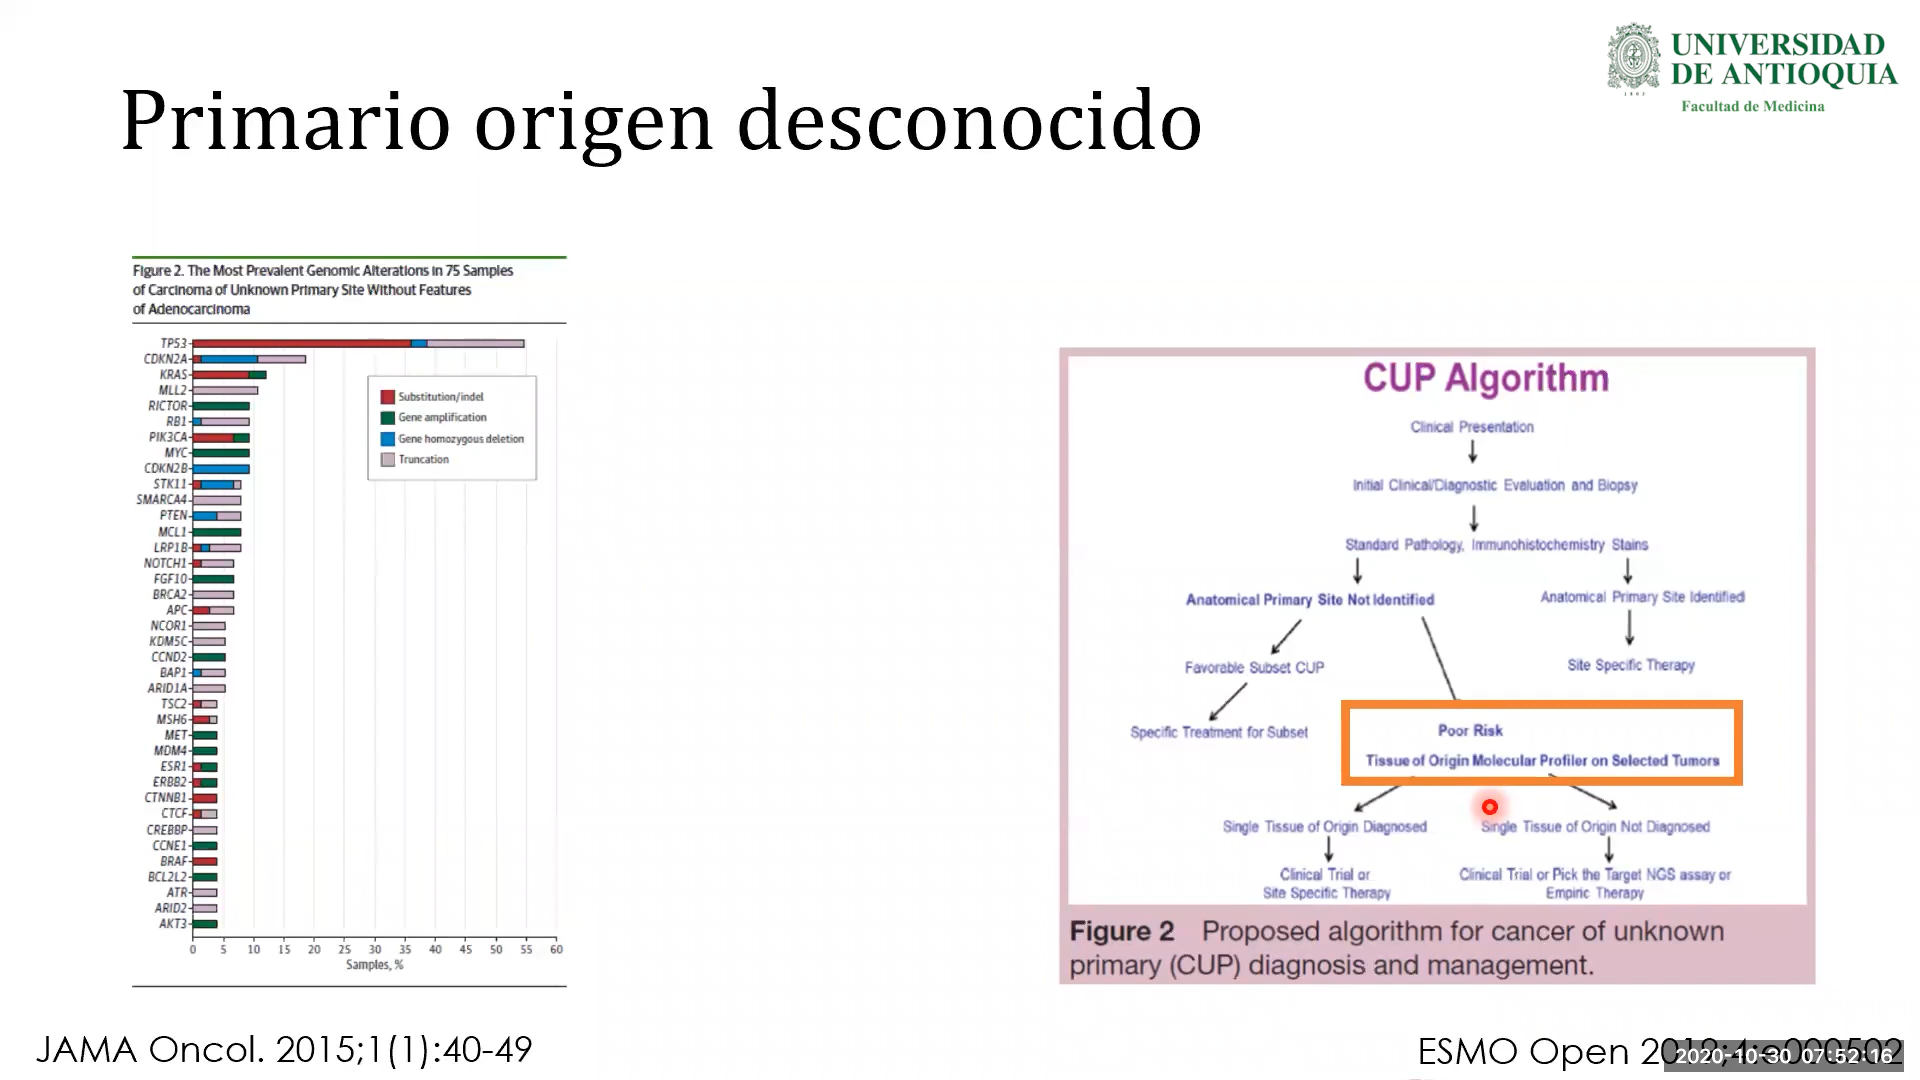 UNIVERSIDAD
DE ANTIOQUIA
1803
Facultad de Medicina
Primario origen desconocido
Figure 2. The Most Prevalent Genomic Alterations in 75 Samples
of Carcinoma of Unknown Primary Site Without Features
of Adenocarcinoma
TP53
CDKN2A
KRAS
MLL2
RICTOR
RB1
PIK3CA
MYC
CDKN2B
STK11
SMARCA4
PTEN
MCL1
LRP1B
NOTCH1
FGF10
BRCA2
APC
NCOR1
KDM5C
CCND2
BAP1
ARID1A
TSC2
MSH6
MET
MDM4
ESR1
ERBB2
CTNNB1
CTCF
CREBBP
CCNE1
BRAF
BCL2L2
ATR
ARID2
AKT3
Substitution/indel
Gene amplification
Gene homozygous deletion
Truncation
0 5 10 15 20 25 30 35 40 45 50 55 60
Samples, %
CUP Algorithm
Clinical Presentation
Initial Clinical/Diagnostic Evaluation and Biopsy
Standard Pathology, Immunohistochemistry Stains
Anatomical Primary Site Not Identified
Anatomical Primary Site Identified
Favorable Subset CUP
Site Specific Therapy
Specific Treatment for Subset
Poor Risk
Tissue of Origin Molecular Profiler on Selected Tumors
Single Tissue of Origin Diagnosed
Single Tissue of Origin Not Diagnosed
Clinical Trial or
Site Specific Therapy
Clinical Trial or Pick the Target NGS assay or
Empiric Therapy
Figure 2 Proposed algorithm for cancer of unknown
primary (CUP) diagnosis and management.
JAMA Oncol. 2015;1(1):40-49
ESMO Open
2020-10-30 07:52:16